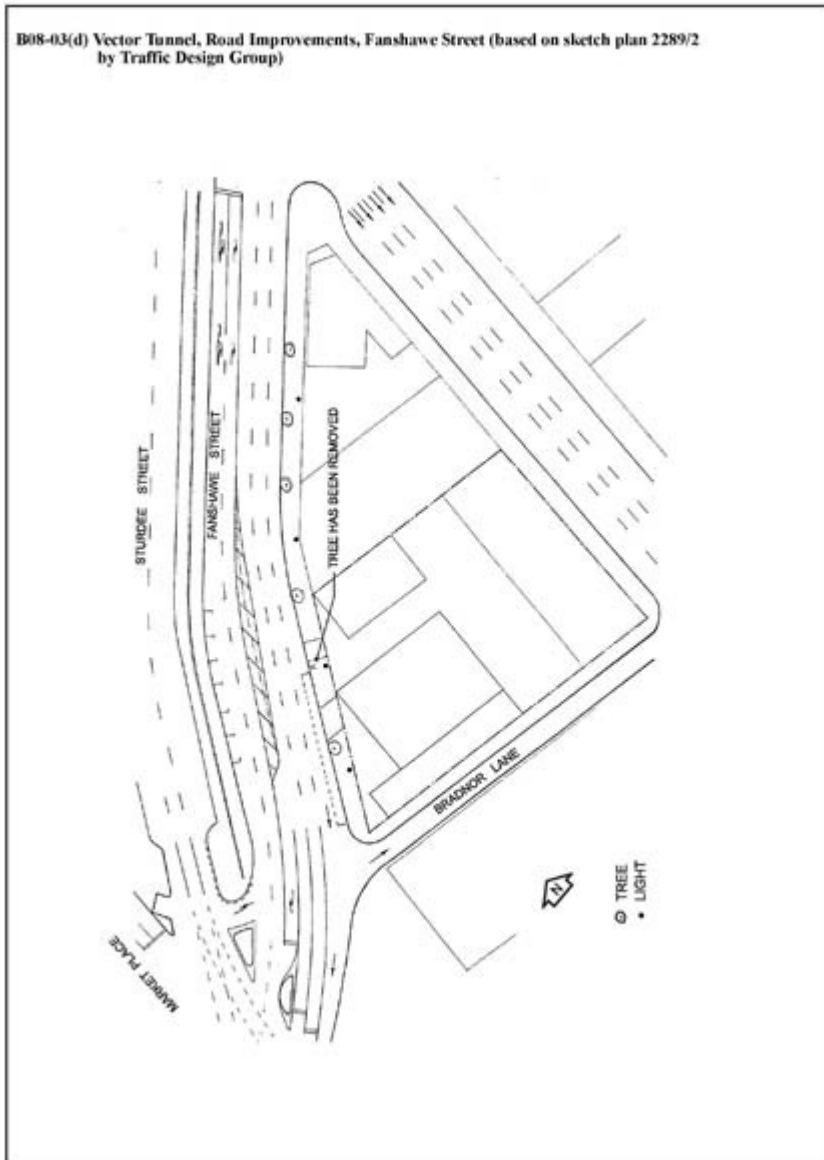 B08-03(d) Vector Tunnel, Road Improvements, Fanshawe Street (based on sketch plan 2289/2
by Traffic Design Group)
STURDEE STREET
FANSHAWE STREET
TREE HAS BEEN REMOVED
BRADNOR LANE
MARKET PLACE
N
TREE
LIGHT